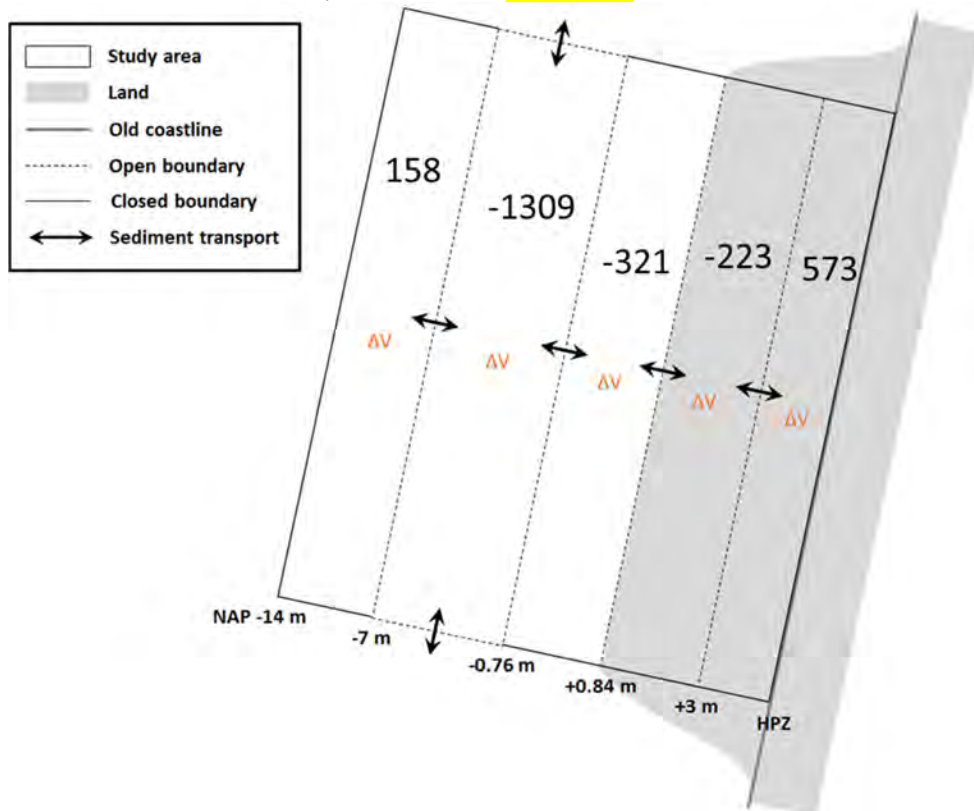 Study area
Land
Old coastline
Open boundary
Closed boundary
Sediment transport
158
-1309
-321
-223
573
ΔV
ΔV
ΔV
ΔV
ΔV
NAP -14 m
-7 m
-0.76 m
+0.84 m
+3 m
HPZ